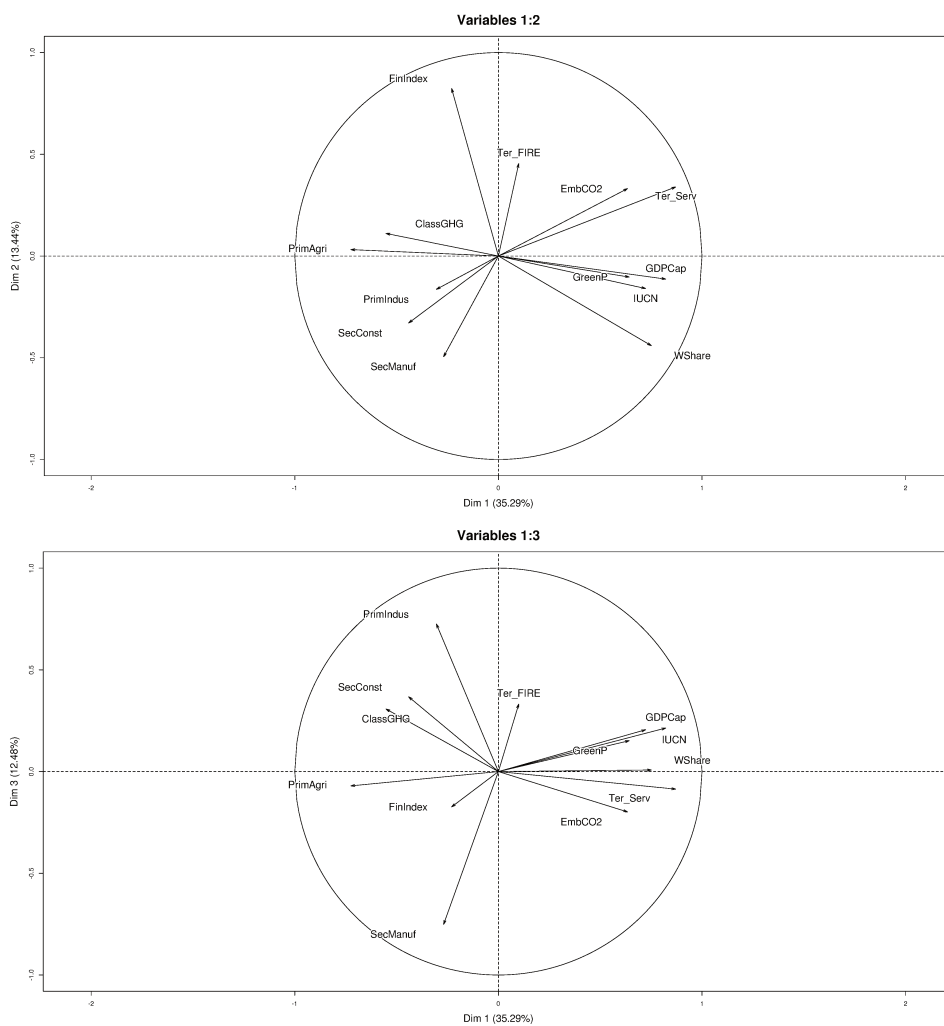 Variables 1:2
1.0
FinIndex
0.5
Ter_FIRE
EmbCO2
Ter_Serv
ClassGHG
PrimAgri
Dim 2 (13.44%)
0.0
GDPCap
GreenP
IUCN
PrimIndus
SecConst
WShare
SecManuf
-0.5
-1.0
-2 -1 0 1 2
Dim 1 (35.29%)
Variables 1:3
1.0
PrimIndus
0.5
SecConst
Ter_FIRE
ClassGHG
GDPCap
IUCN
GreenP
WShare
Dim 3 (12.48%)
0.0
PrimAgri
Ter_Serv
FinIndex
EmbCO2
-0.5
SecManuf
-1.0
-2 -1 0 1 2
Dim 1 (35.29%)